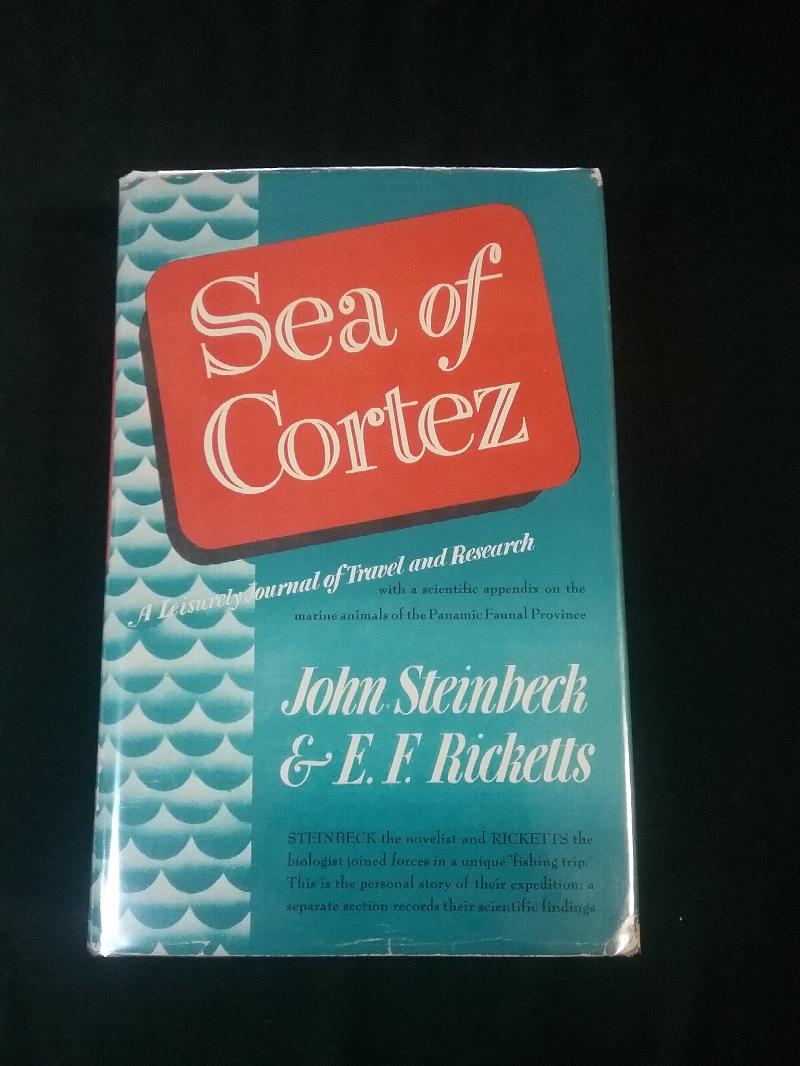 Sea of
Cortez
A Leisurely Journal of Travel and Research
with a scientific appendix on the
marine animals of the Panamic Faunal Province
John Steinbeck
& E. F. Ricketts
STEINBECK the novelist and RICKETTS the
biologist joined forces in a unique "fishing trip."
This is the personal story of their expedition; a
separate section records their scientific findings